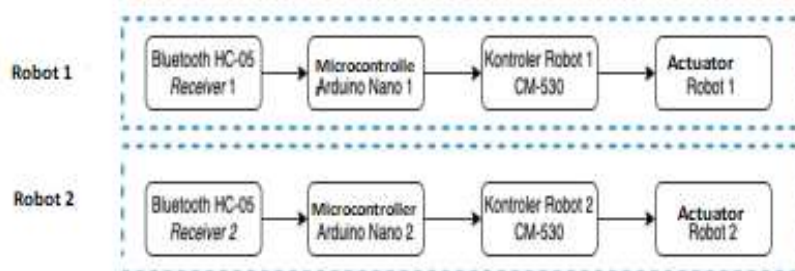 Robot 1
Bluetooth HC-05
Receiver 1
Microcontrolle
Arduino Nano 1
Kontroler Robot 1
CM-530
Actuator
Robot 1
Robot 2
Bluetooth HC-05
Receiver 2
Microcontroller
Arduino Nano 2
Kontroler Robot 2
CM-530
Actuator
Robot 2